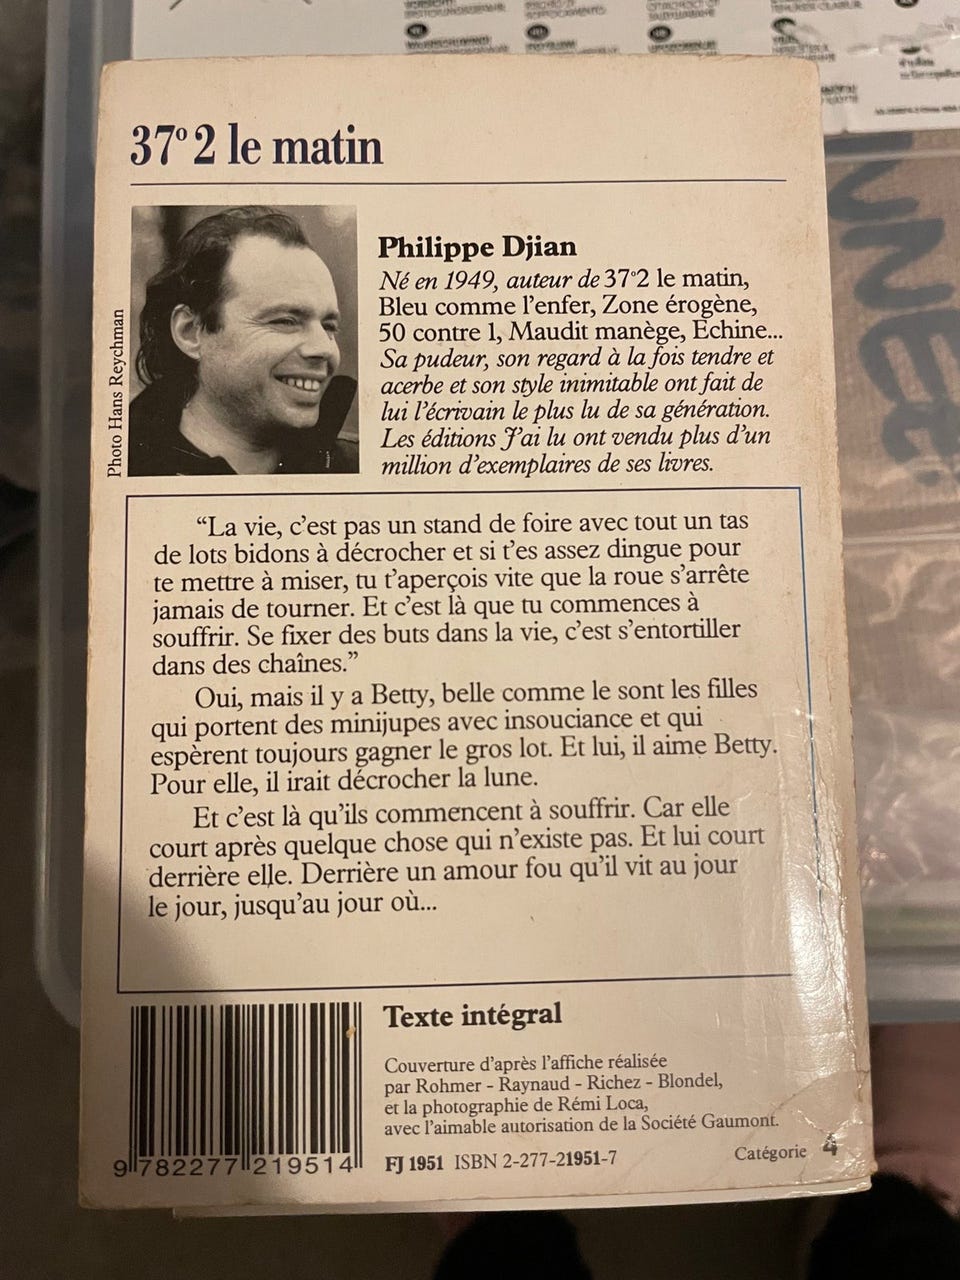 37º2 le matin
Photo Hans Reychman
Philippe Djian
Né en 1949, auteur de 37º2 le matin,
Bleu comme l'enfer, Zone érogène,
50 contre 1, Maudit manège, Echine...
Sa pudeur, son regard à la fois tendre et
acerbe et son style inimitable ont fait de
lui l'écrivain le plus lu de sa génération.
Les éditions J'ai lu ont vendu plus d'un
million d'exemplaires de ses livres.
“La vie, c'est pas un stand de foire avec tout un tas
de lots bidons à décrocher et si t'es assez dingue pour
te mettre à miser, tu t'aperçois vite que la roue s'arrête
jamais de tourner. Et c'est là que tu commences à
souffrir. Se fixer des buts dans la vie, c'est s'entortiller
dans des chaînes.”
Oui, mais il y a Betty, belle comme le sont les filles
qui portent des minijupes avec insouciance et qui
espèrent toujours gagner le gros lot. Et lui, il aime Betty.
Pour elle, il irait décrocher la lune.
Et c'est là qu'ils commencent à souffrir. Car elle
court après quelque chose qui n'existe pas. Et lui court
derrière elle. Derrière un amour fou qu'il vit au jour
le jour, jusqu'au jour où...
Texte intégral
Couverture d'après l'affiche réalisée
par Rohmer - Raynaud - Richez - Blondel,
et la photographie de Rémi Loca,
avec l'aimable autorisation de la Société Gaumont.
9 782277 219514
FJ 1951 ISBN 2-277-21951-7
Catégorie 4